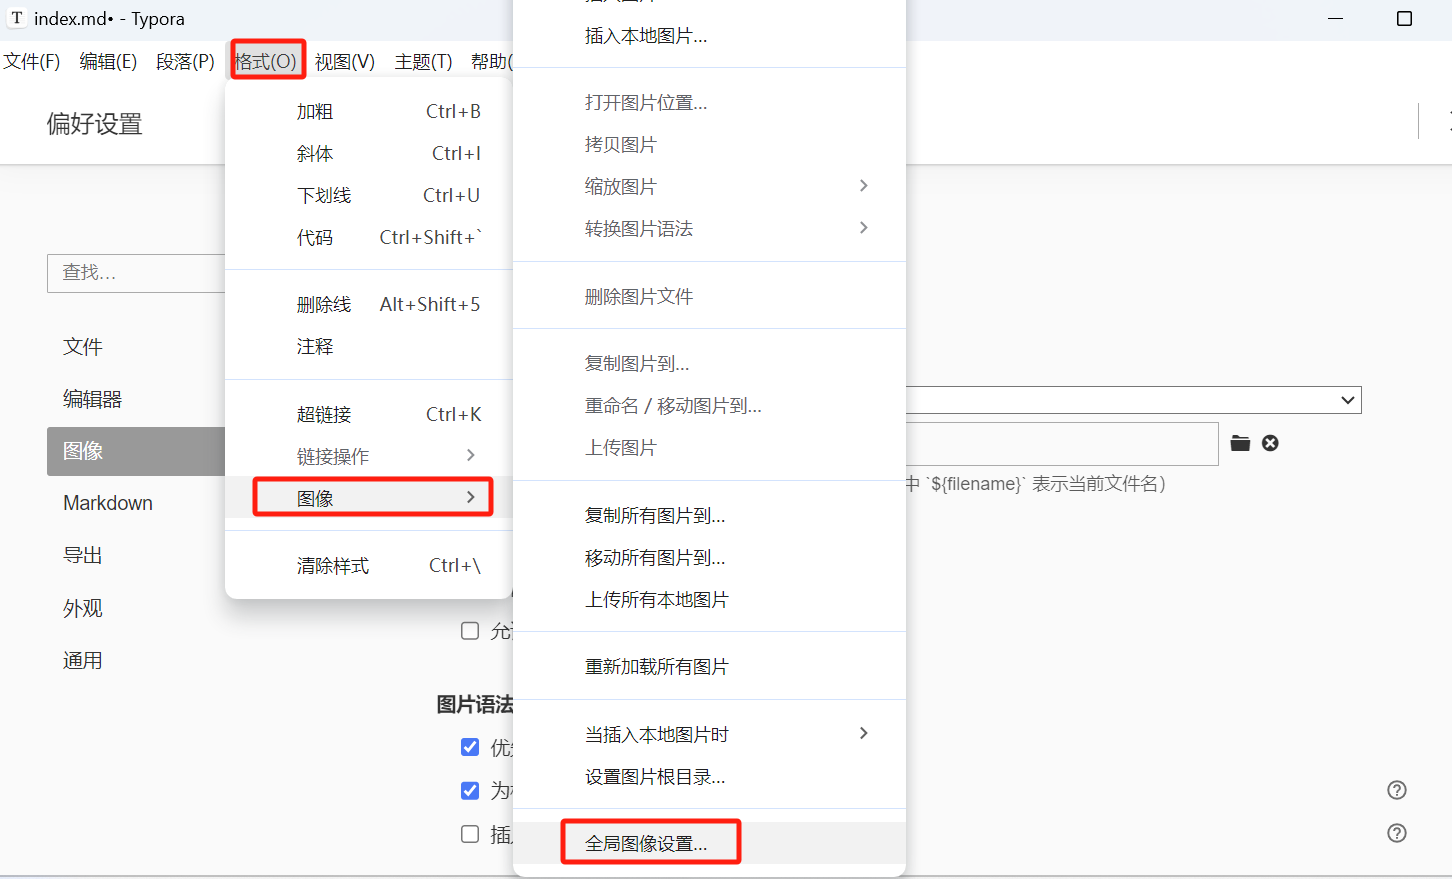 T index.md• - Typora
文件(F) 编辑(E) 段落(P) 格式(O) 视图(V) 主题(T) 帮助(
偏好设置
查找...
文件
编辑器
图像
Markdown
导出
外观
通用
加粗 Ctrl+B
斜体 Ctrl+I
下划线 Ctrl+U
代码 Ctrl+Shift+`
删除线 Alt+Shift+5
注释
超链接 Ctrl+K
链接操作
图像
清除样式 Ctrl+\
插入本地图片...
打开图片位置...
拷贝图片
缩放图片
转换图片语法
删除图片文件
复制图片到...
重命名 / 移动图片到...
上传图片
复制所有图片到...
移动所有图片到...
上传所有本地图片
重新加载所有图片
当插入本地图片时
设置图片根目录...
全局图像设置...
中 `${filename}` 表示当前文件名)
图片语法